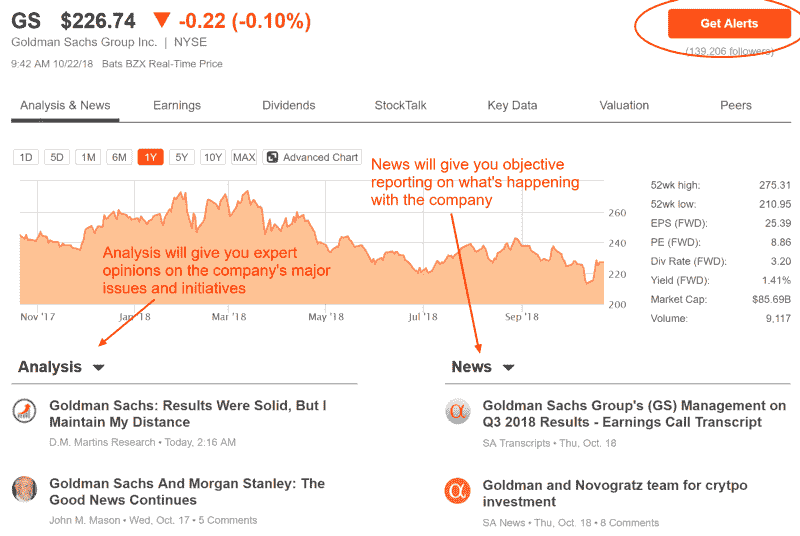 GS $226.74 ▼ -0.22 (-0.10%)
Get Alerts
Goldman Sachs Group Inc. | NYSE
(139,206 followers)
9:42 AM 10/22/18 Bats BZX Real-Time Price
Analysis & News Earnings Dividends StockTalk Key Data Valuation Peers
1D 5D 1M 6M 1Y 5Y 10Y MAX Advanced Chart
News will give you objective
reporting on what's happening
with the company
Analysis will give you expert
opinions on the company's major
issues and initiatives
260
240
220
200
Nov '17 Jan '18 Mar '18 May '18 Jul '18 Sep '18
52wk high: 275.31
52wk low: 210.95
EPS (FWD): 25.39
PE (FWD): 8.86
Div Rate (FWD): 3.20
Yield (FWD): 1.41%
Market Cap: $85.69B
Volume: 9,117
Analysis
Goldman Sachs: Results Were Solid, But I
Maintain My Distance
D.M. Martins Research • Today, 2:16 AM
Goldman Sachs And Morgan Stanley: The
Good News Continues
John M. Mason • Wed, Oct. 17 • 5 Comments
News
Goldman Sachs Group's (GS) Management on
Q3 2018 Results - Earnings Call Transcript
SA Transcripts • Thu, Oct. 18
Goldman and Novogratz team for crytpo
investment
SA News • Thu, Oct. 18 • 8 Comments